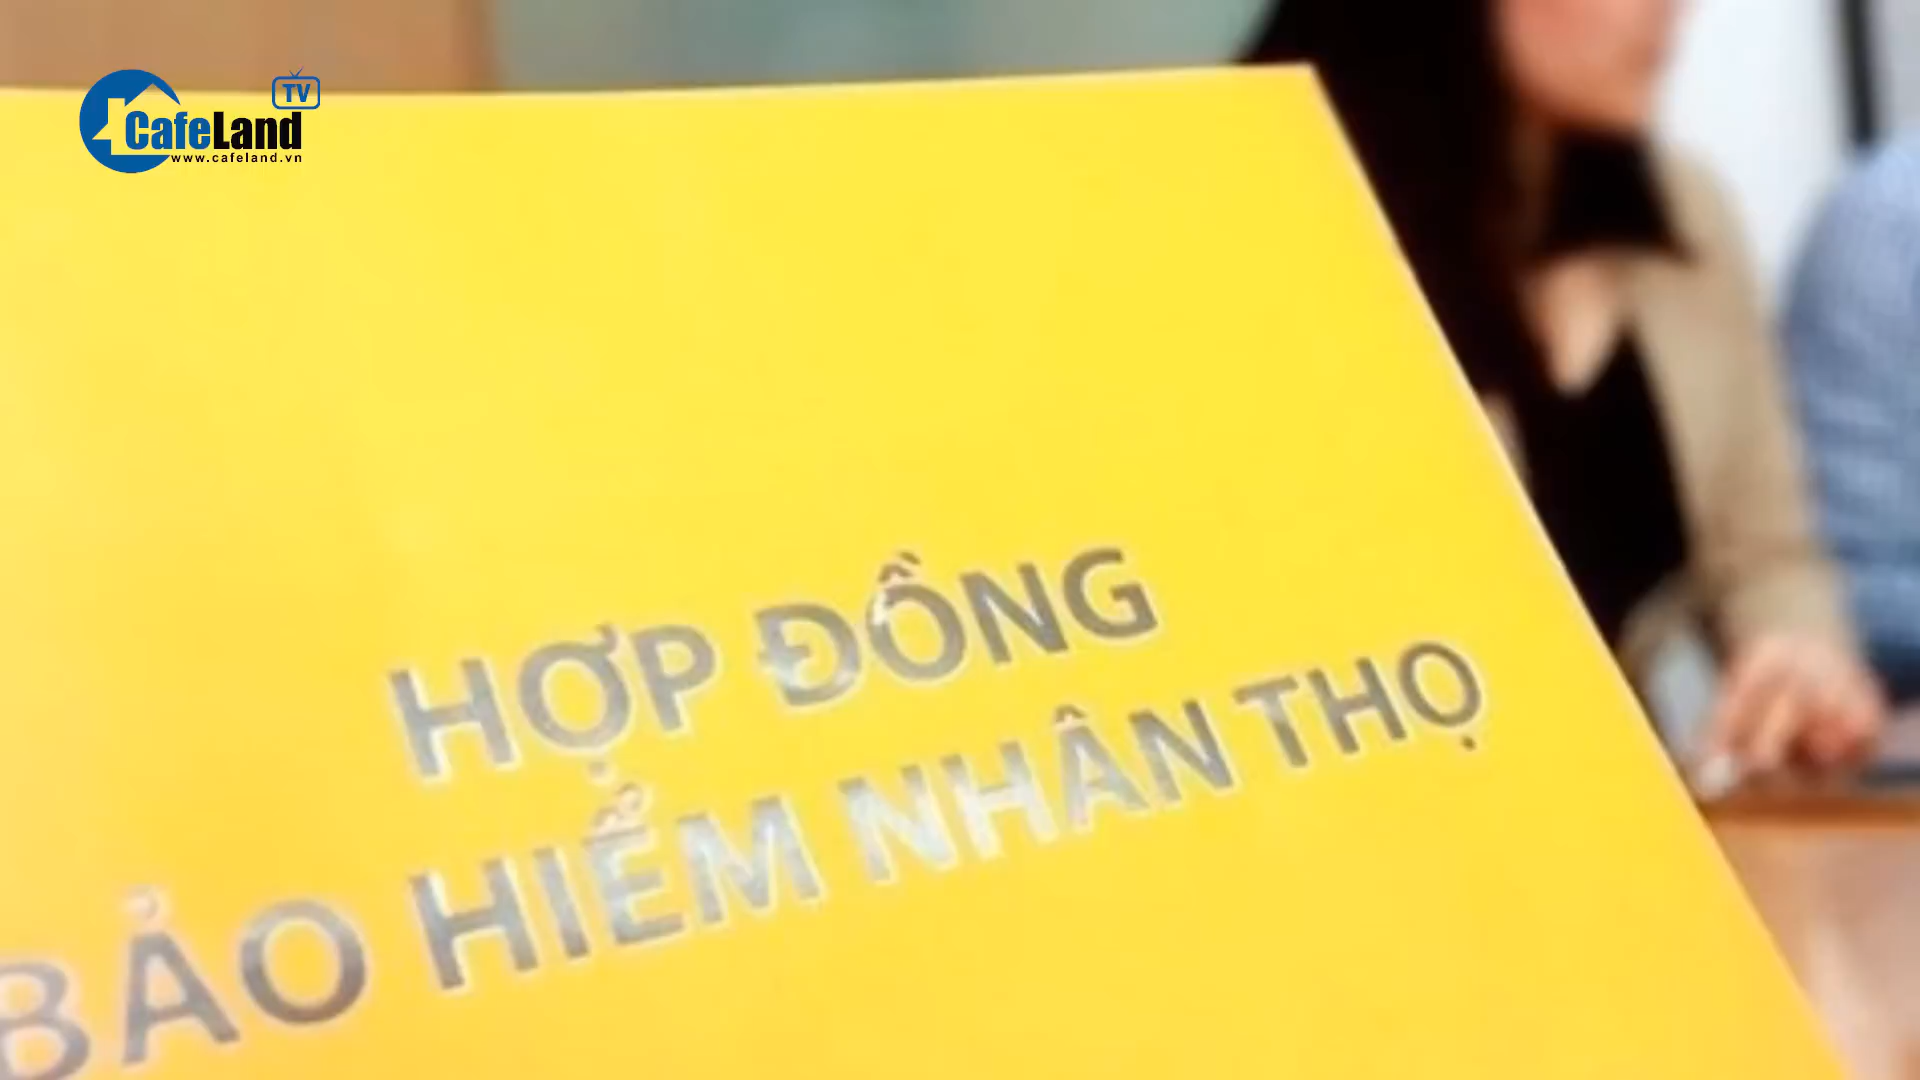 TV
CafeLand
www.cafeland.vn
HỢP ĐỒNG
BẢO HIỂM NHÂN THỌ